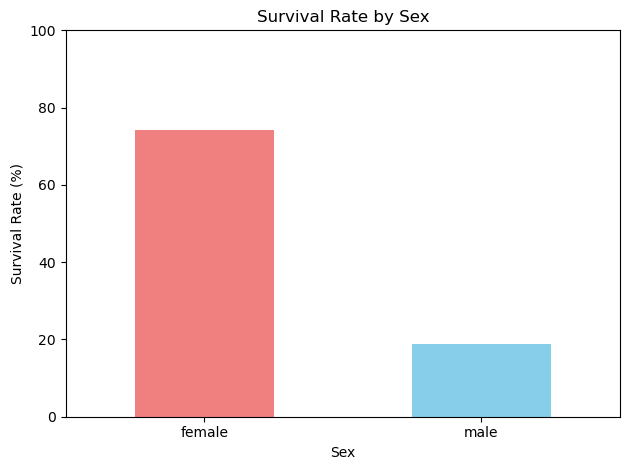 Survival Rate by Sex
Survival Rate (%)
100
80
60
40
20
0
female male
Sex